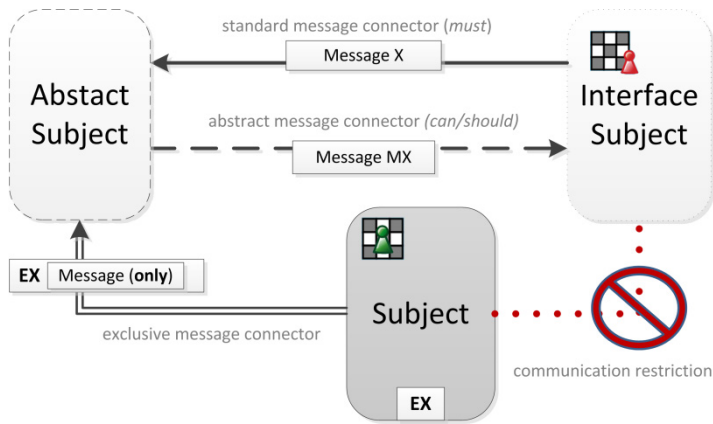 standard message connector (must)
Message X
Abstact
Subject
Interface
Subject
abstract message connector (can/should)
Message MX
EX Message (only)
exclusive message connector
Subject
EX
communication restriction